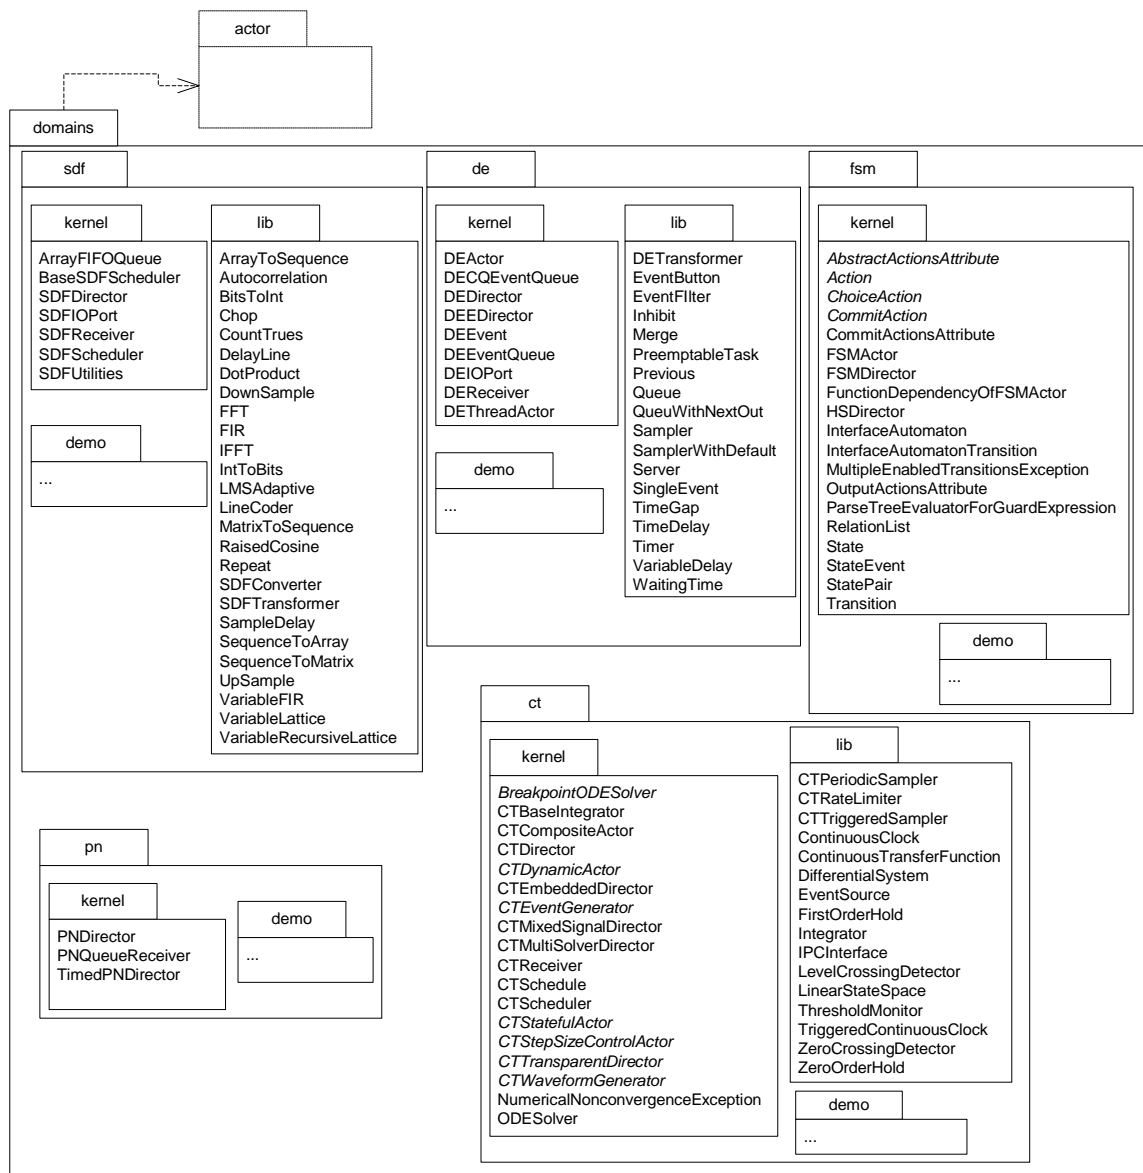 actor
domains
sdf
kernel
ArrayFIFOQueue
BaseSDFScheduler
SDFDirector
SDFIOPort
SDFReceiver
SDFScheduler
SDFUtilities
demo
...
lib
ArrayToSequence
Autocorrelation
BitsToInt
Chop
CountTrues
DelayLine
DotProduct
DownSample
FFT
FIR
IFFT
IntToBits
LMSAdaptive
LineCoder
MatrixToSequence
RaisedCosine
Repeat
SDFConverter
SDFTransformer
SampleDelay
SequenceToArray
SequenceToMatrix
UpSample
VariableFIR
VariableLattice
VariableRecursiveLattice
de
kernel
DEActor
DECQEventQueue
DEDirector
DEEDirector
DEEvent
DEEventQueue
DEIOPort
DEReceiver
DEThreadActor
demo
...
lib
DETransformer
EventButton
EventFIlter
Inhibit
Merge
PreemptableTask
Previous
Queue
QueuWithNextOut
Sampler
SamplerWithDefault
Server
SingleEvent
TimeGap
TimeDelay
Timer
VariableDelay
WaitingTime
fsm
kernel
AbstractActionsAttribute
Action
ChoiceAction
CommitAction
CommitActionsAttribute
FSMActor
FSMDirector
FunctionDependencyOfFSMActor
HSDirector
InterfaceAutomaton
InterfaceAutomatonTransition
MultipleEnabledTransitionsException
OutputActionsAttribute
ParseTreeEvaluatorForGuardExpression
RelationList
State
StateEvent
StatePair
Transition
demo
...
pn
kernel
PNDirector
PNQueueReceiver
TimedPNDirector
demo
...
ct
kernel
BreakpointODESolver
CTBaseIntegrator
CTCompositeActor
CTDirector
CTDynamicActor
CTEmbeddedDirector
CTEventGenerator
CTMixedSignalDirector
CTMultiSolverDirector
CTReceiver
CTSchedule
CTScheduler
CTStatefulActor
CTStepSizeControlActor
CTTransparentDirector
CTWaveformGenerator
NumericalNonconvergenceException
ODESolver
lib
CTPeriodicSampler
CTRateLimiter
CTTriggeredSampler
ContinuousClock
ContinuousTransferFunction
DifferentialSystem
EventSource
FirstOrderHold
Integrator
IPCInterface
LevelCrossingDetector
LinearStateSpace
ThresholdMonitor
TriggeredContinuousClock
ZeroCrossingDetector
ZeroOrderHold
demo
...